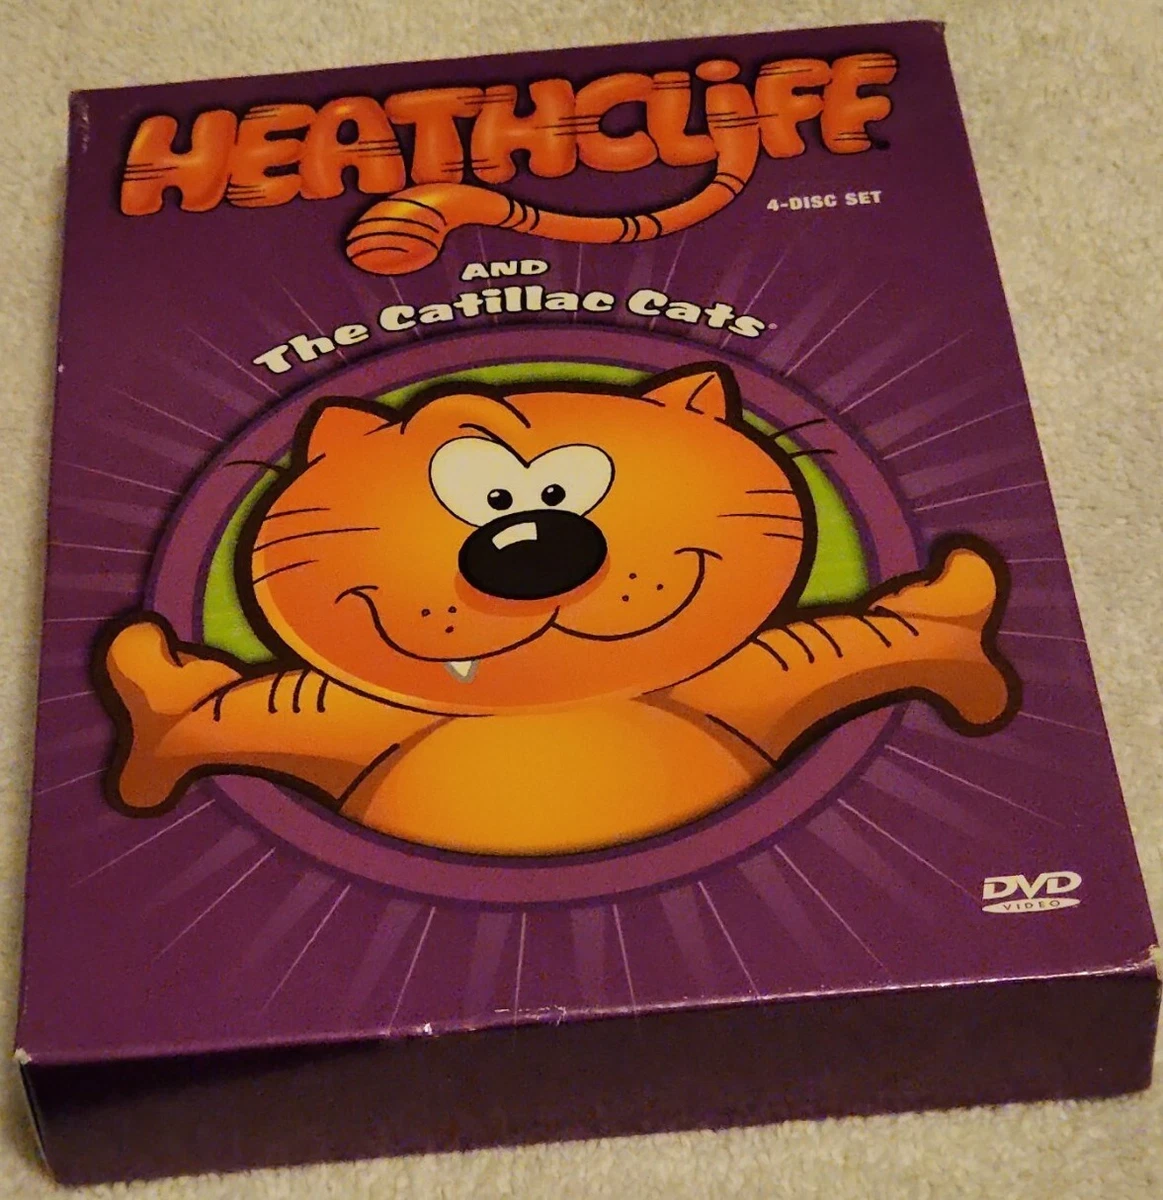 HEATHCLiFF
4-DISC SET
AND
The Catillac Cats®
DVD
VIDEO